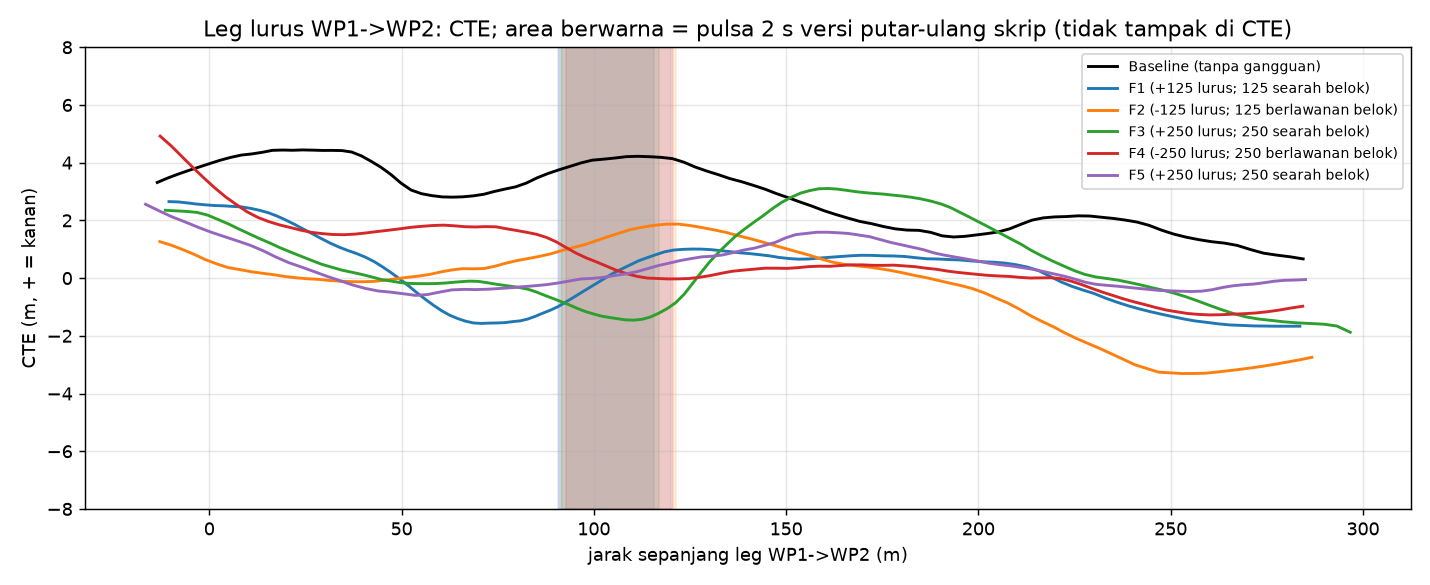 Leg lurus WP1->WP2: CTE; area berwarna = pulsa 2 s versi putar-ulang skrip (tidak tampak di CTE)
Baseline (tanpa gangguan)
F1 (+125 lurus; 125 searah belok)
F2 (-125 lurus; 125 berlawanan belok)
F3 (+250 lurus; 250 searah belok)
F4 (-250 lurus; 250 berlawanan belok)
F5 (+250 lurus; 250 searah belok)
CTE (m, + = kanan)
8
6
4
2
0
−2
−4
−6
−8
0 50 100 150 200 250 300
jarak sepanjang leg WP1->WP2 (m)